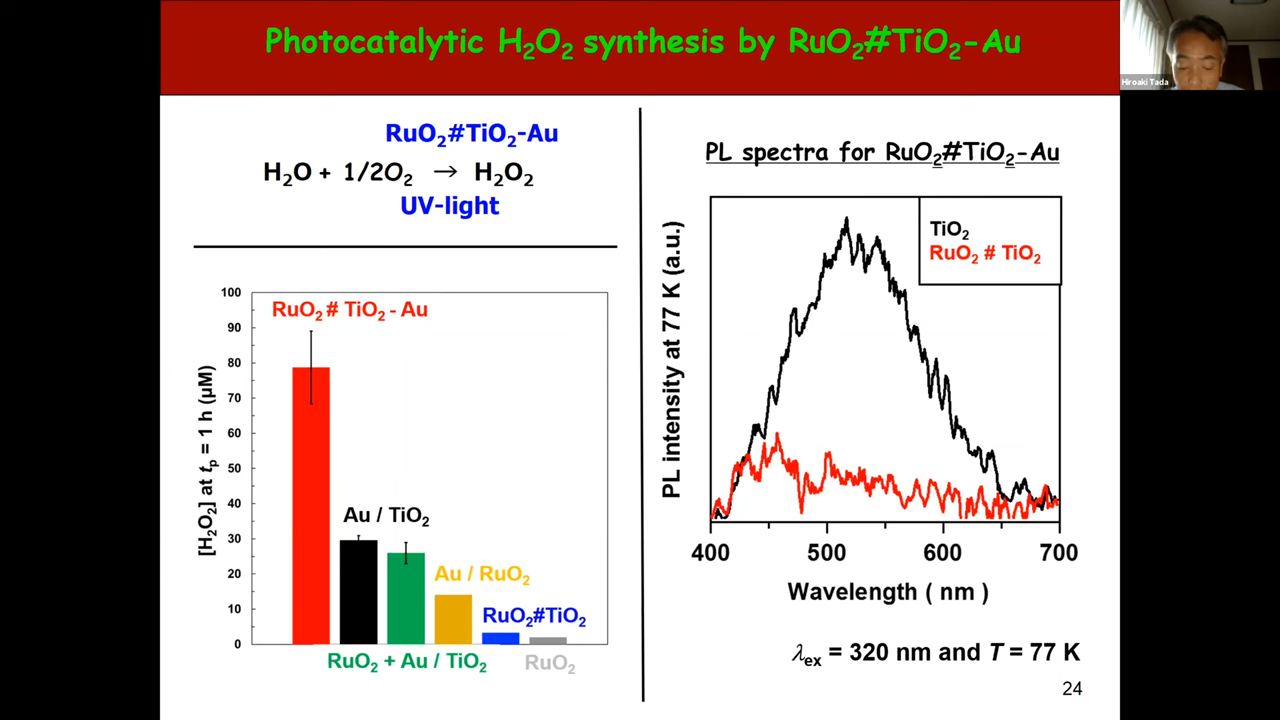 Photocatalytic H₂O₂ synthesis by RuO₂#TiO₂-Au
Hiroaki Tada
RuO₂#TiO₂-Au
H₂O + 1/2O₂ → H₂O₂
UV-light
[H₂O₂] at tₚ = 1 h (μM)
100
90
80
70
60
50
40
30
20
10
0
RuO₂ # TiO₂ - Au
Au / TiO₂
Au / RuO₂
RuO₂#TiO₂
RuO₂ + Au / TiO₂
RuO₂
PL spectra for RuO₂#TiO₂-Au
PL intensity at 77 K (a.u.)
TiO₂
RuO₂ # TiO₂
400 500 600 700
Wavelength ( nm )
λex = 320 nm and T = 77 K
24